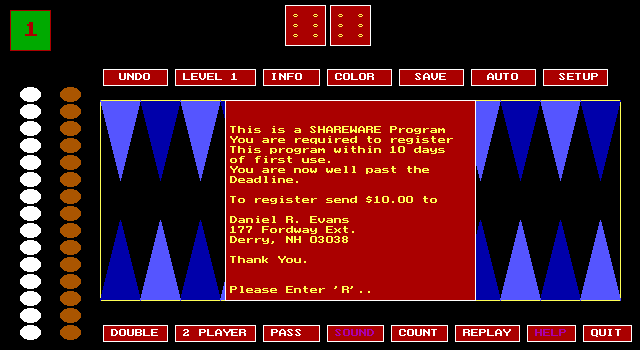 1
UNDO
LEVEL 1
INFO
COLOR
SAVE
AUTO
SETUP
This is a SHAREWARE Program
You are required to register
This program within 10 days
of first use.
You are now well past the
Deadline.
To register send $10.00 to
Daniel R. Evans
177 Fordway Ext.
Derry, NH 03038
Thank You.
Please Enter 'R'..
DOUBLE
2 PLAYER
PASS
SOUND
COUNT
REPLAY
HELP
QUIT